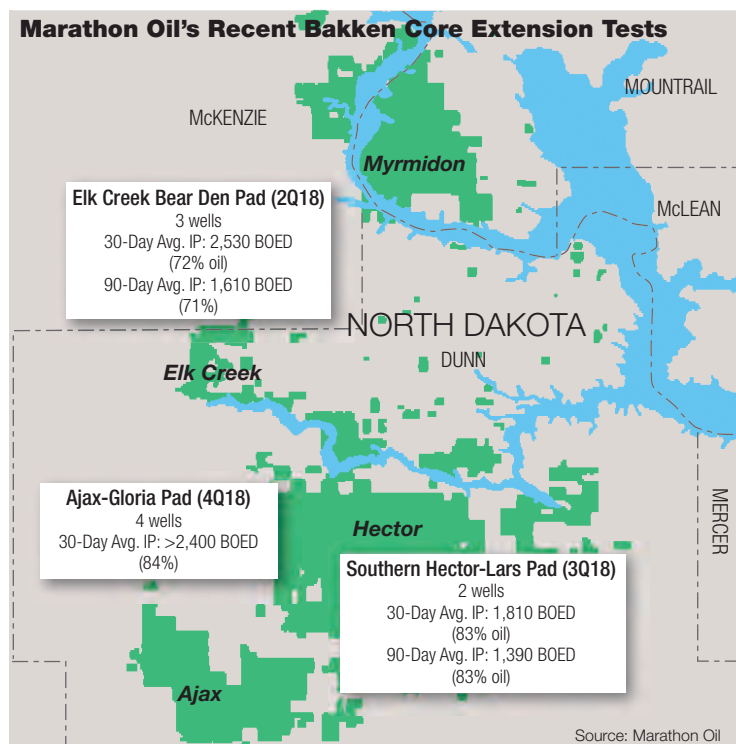 Marathon Oil's Recent Bakken Core Extension Tests
MOUNTRAIL
McKENZIE
Myrmidon
Elk Creek Bear Den Pad (2Q18)
3 wells
30-Day Avg. IP: 2,530 BOED
(72% oil)
90-Day Avg. IP: 1,610 BOED
(71%)
McLEAN
NORTH DAKOTA
DUNN
Elk Creek
Ajax-Gloria Pad (4Q18)
4 wells
30-Day Avg. IP: >2,400 BOED
(84%)
Hector
MERCER
Southern Hector-Lars Pad (3Q18)
2 wells
30-Day Avg. IP: 1,810 BOED
(83% oil)
90-Day Avg. IP: 1,390 BOED
(83% oil)
Ajax
Source: Marathon Oil